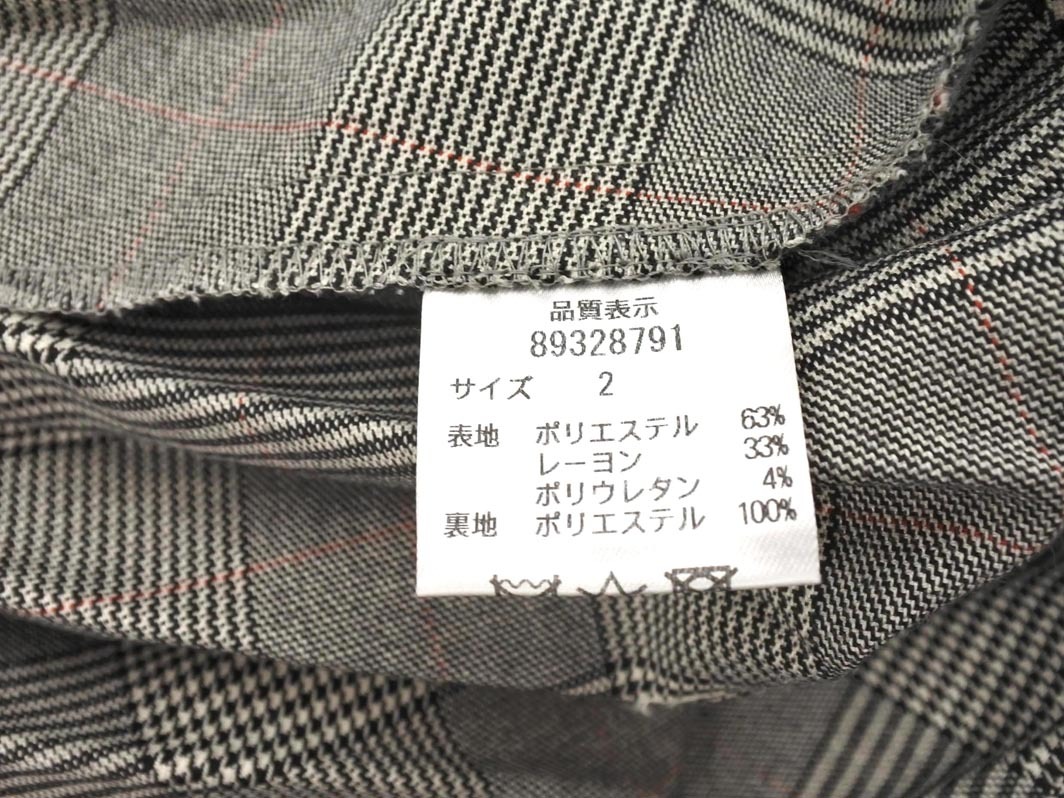 品質表示
89328791
サイズ 2
表地 ポリエステル 63%
レーヨン 33%
ポリウレタン 4%
裏地 ポリエステル 100%